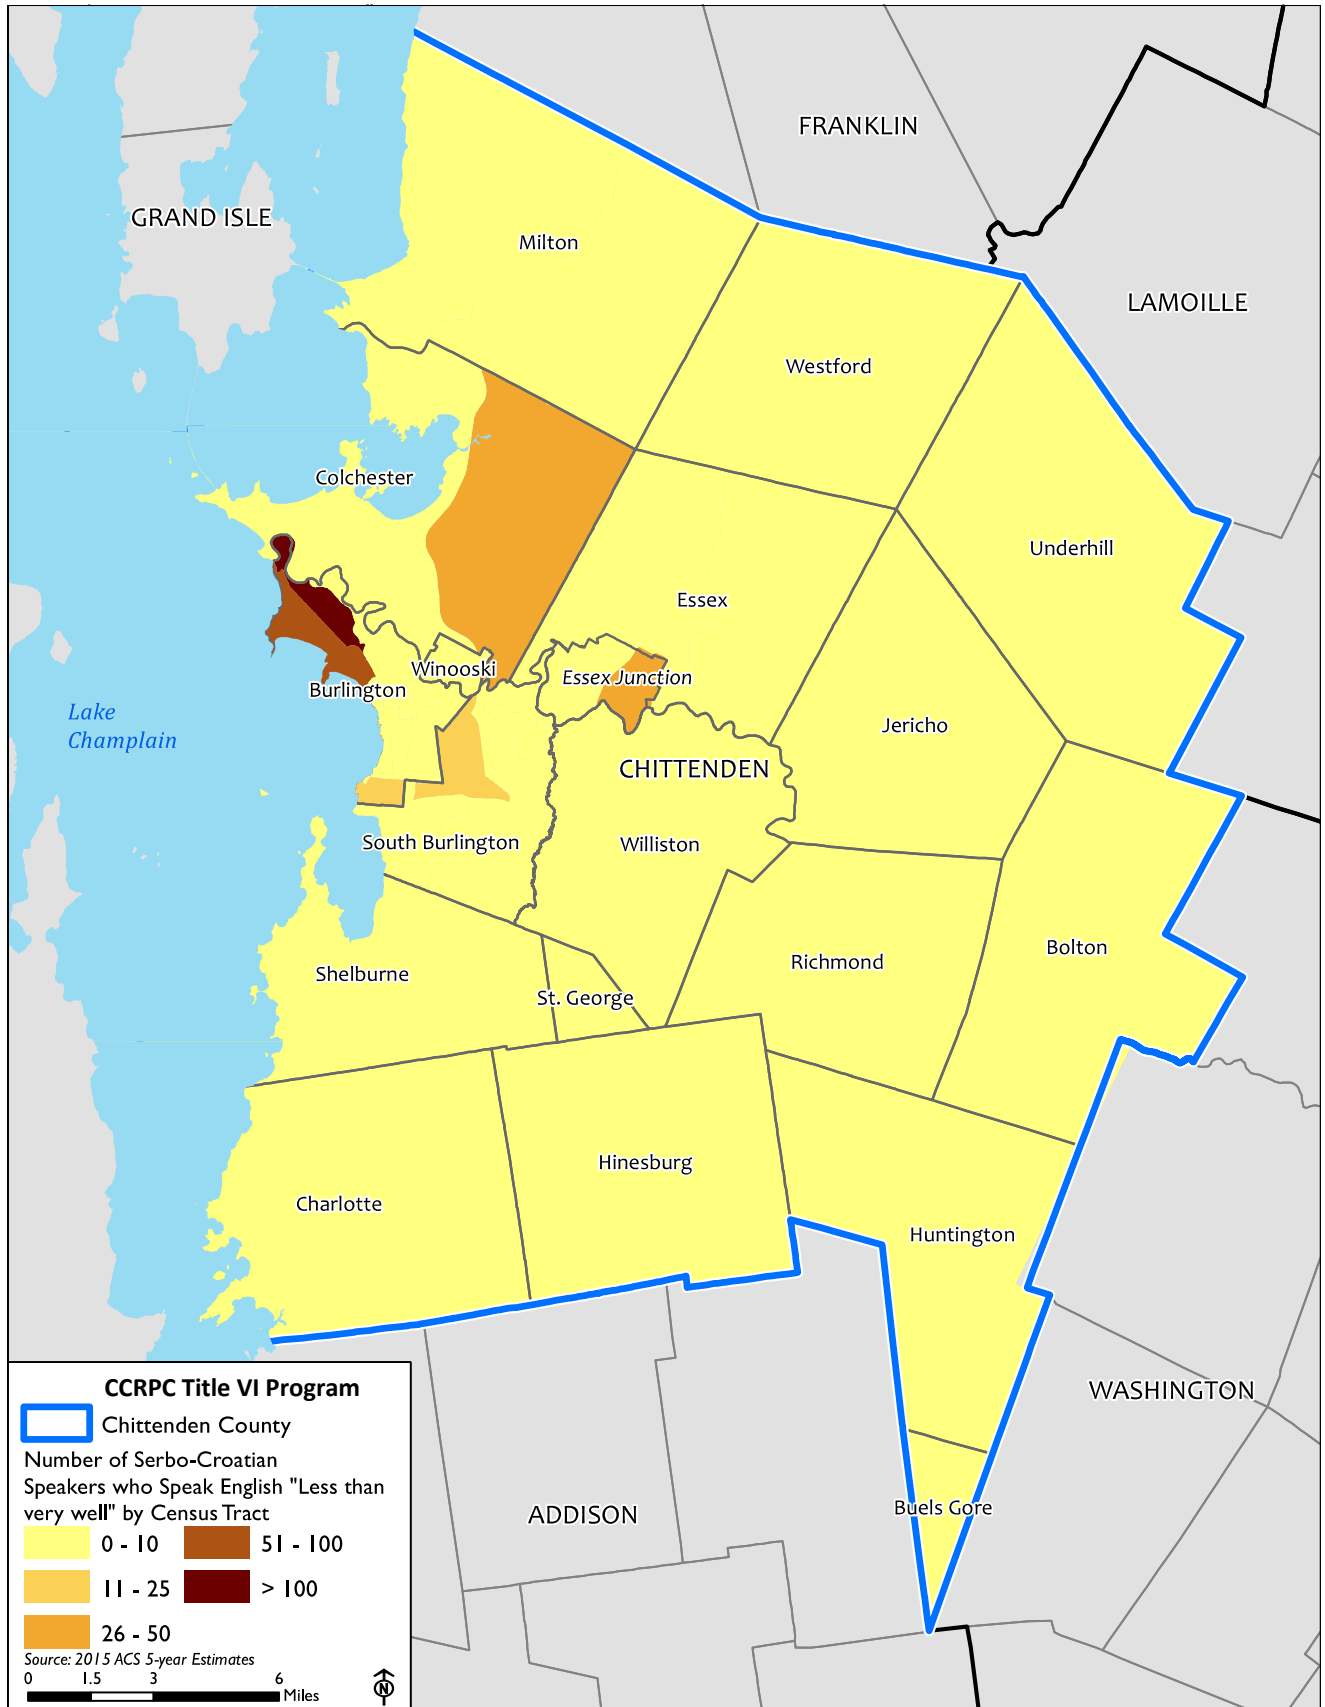 FRANKLIN
GRAND ISLE
Milton
LAMOILLE
Westford
Colchester
Underhill
Essex
Winooski
Essex Junction
Burlington
Lake
Champlain
Jericho
CHITTENDEN
South Burlington
Williston
Bolton
Richmond
Shelburne
St. George
Hinesburg
Charlotte
Huntington
WASHINGTON
Buels Gore
ADDISON
CCRPC Title VI Program
Chittenden County
Number of Serbo-Croatian
Speakers who Speak English "Less than
very well" by Census Tract
0 - 10 51 - 100
11 - 25 > 100
26 - 50
Source: 2015 ACS 5-year Estimates
0 1.5 3 6
Miles
N